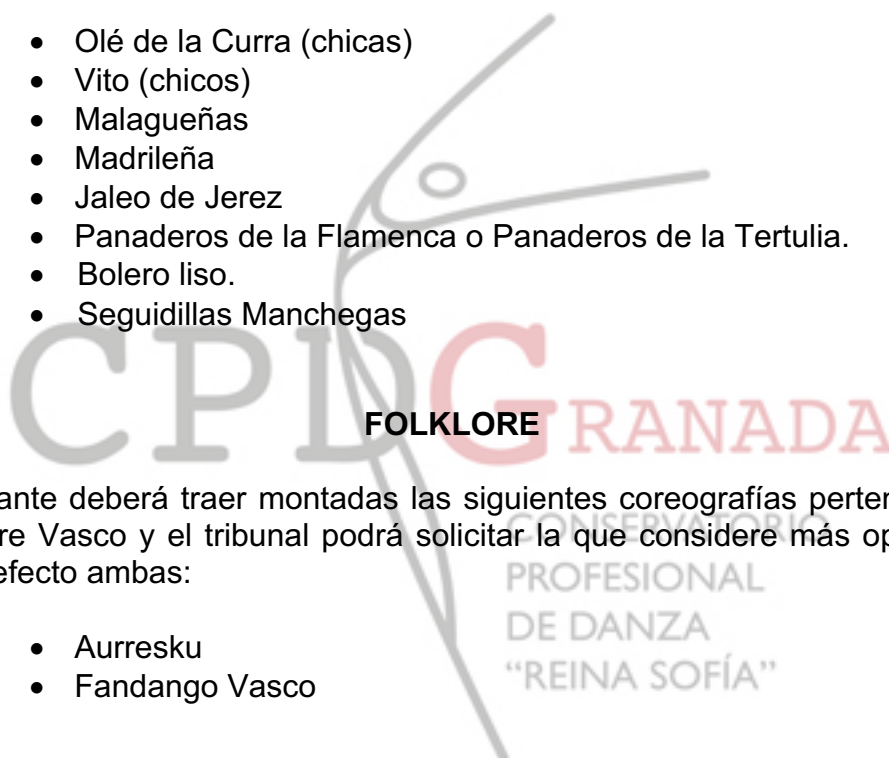 • Olé de la Curra (chicas)
• Vito (chicos)
• Malagueñas
• Madrileña
• Jaleo de Jerez
• Panaderos de la Flamenca o Panaderos de la Tertulia.
• Bolero liso.
• Seguidillas Manchegas
CPDGRANADA
FOLKLORE
ante deberá traer montadas las siguientes coreografías perter
re Vasco y el tribunal podrá solicitar la que considere más op
efecto ambas:
CONSERVATORIO
PROFESIONAL
DE DANZA
“REINA SOFÍA”
• Aurresku
• Fandango Vasco